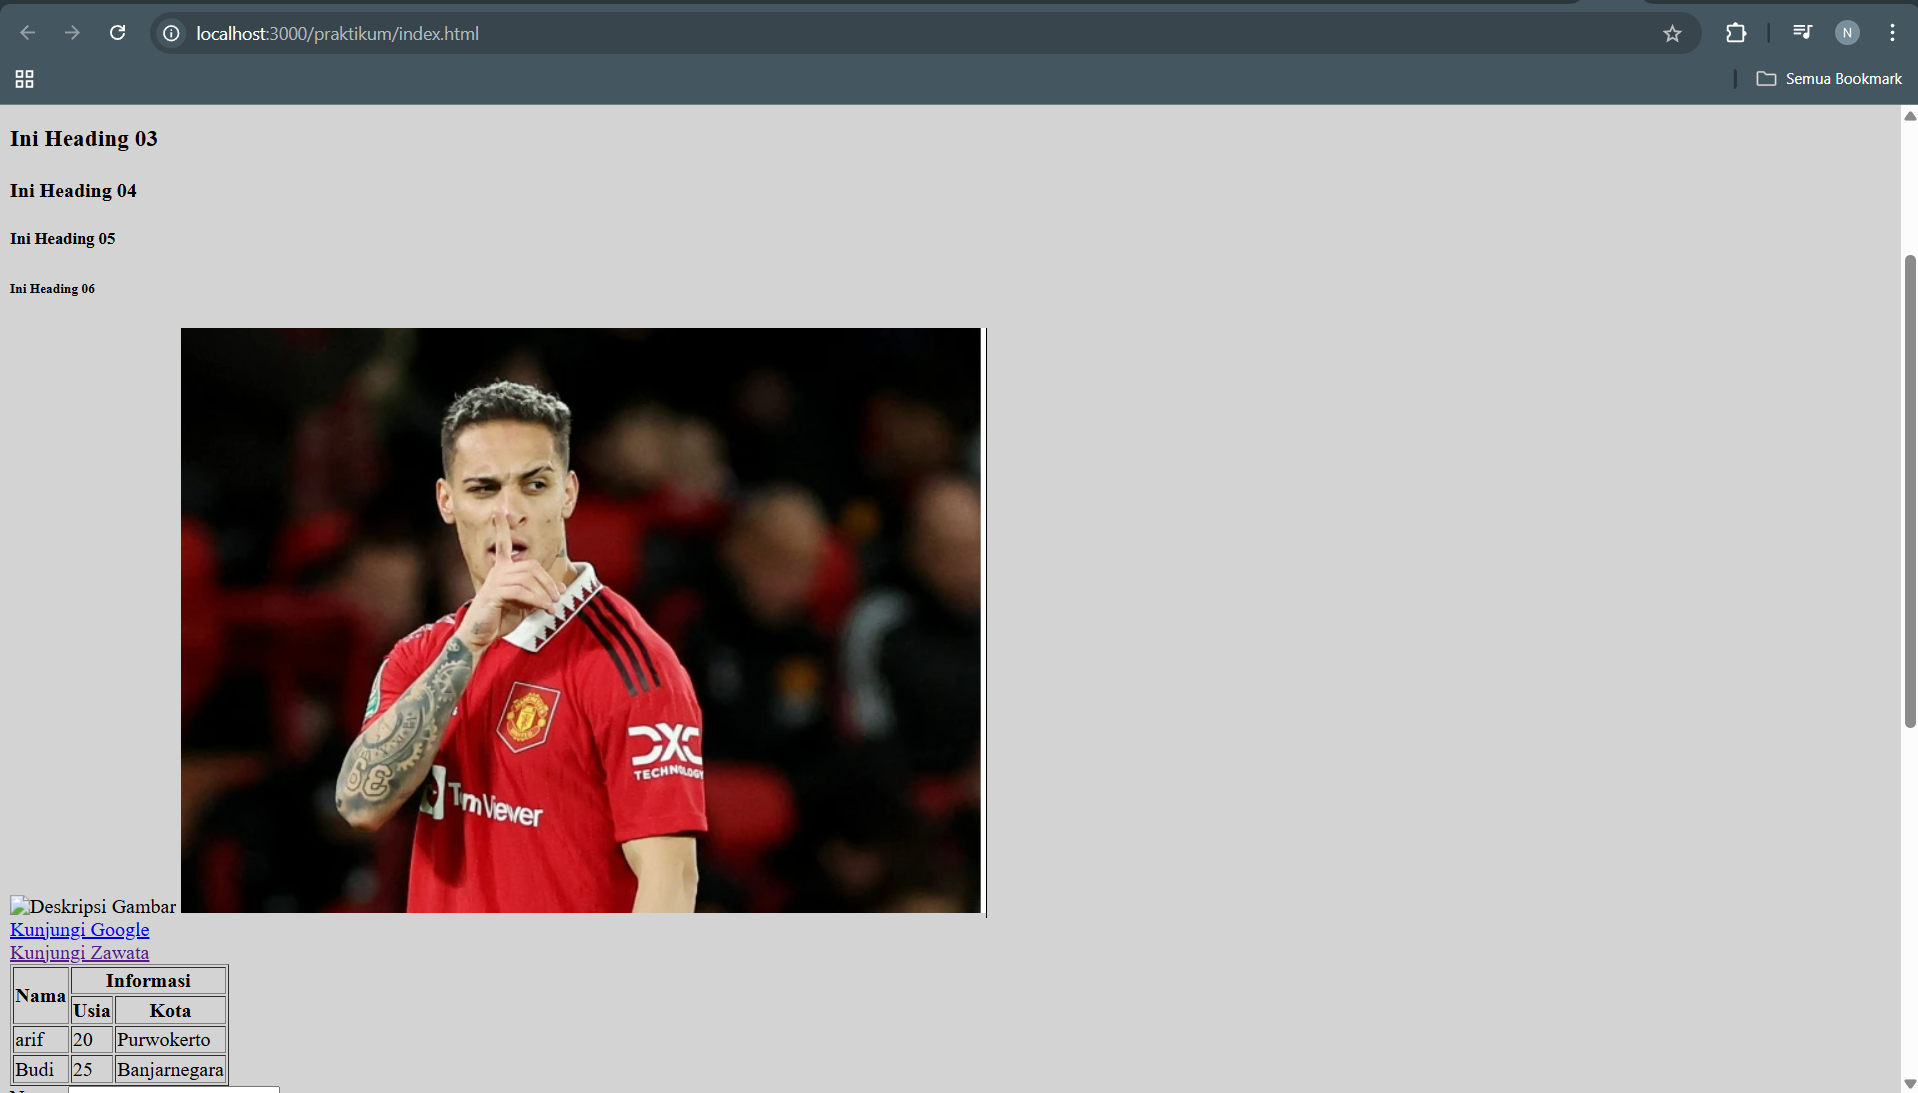 localhost:3000/praktikum/index.html
N
Semua Bookmark
Ini Heading 03
Ini Heading 04
Ini Heading 05
Ini Heading 06
DXC
TECHNOLOGY
Deskripsi Gambar
Kunjungi Google
Kunjungi Zawata
Nama Informasi
Usia Kota
arif 20 Purwokerto
Budi 25 Banjarnegara